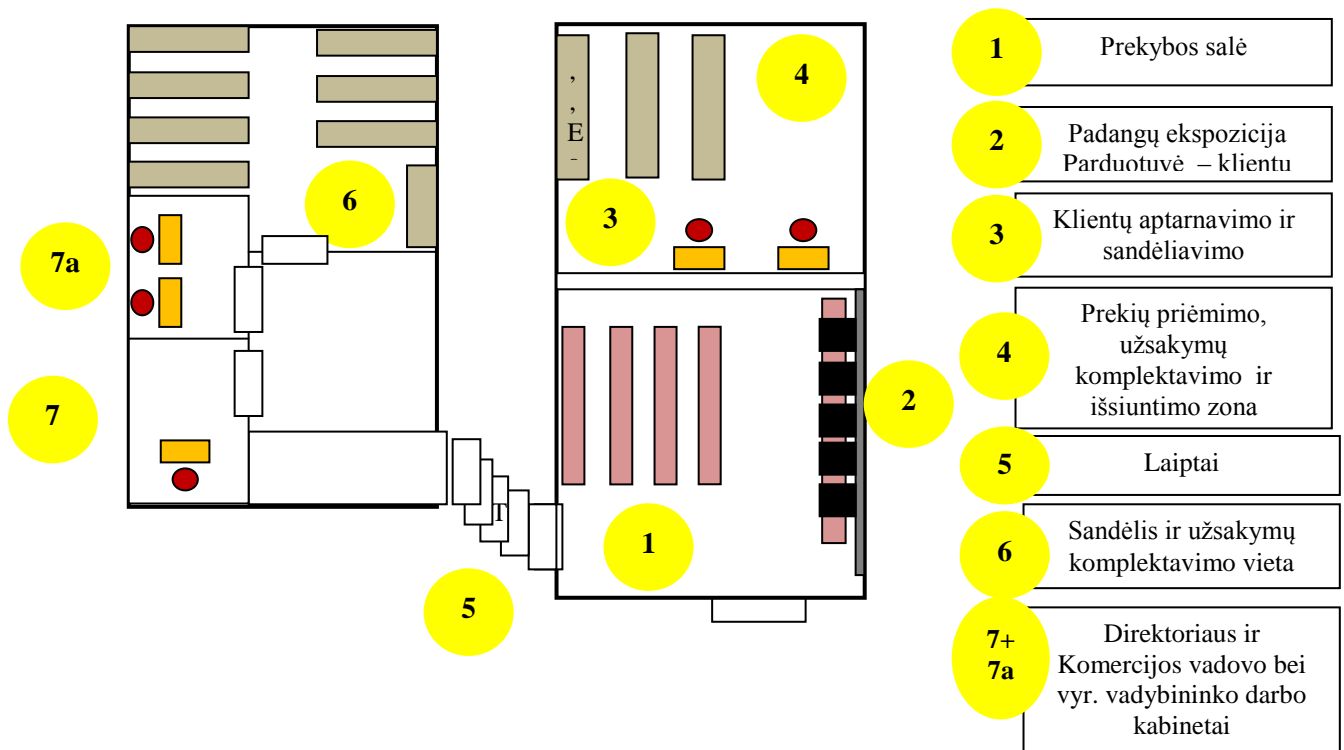 1
Prekybos salė
2
Padangų ekspozicija
Parduotuvė – klientu
3
Klientų aptarnavimo ir
sandėliavimo
4
Prekių priėmimo,
užsakymų
komplektavimo ir
išsiuntimo zona
5
Laiptai
6
Sandėlis ir užsakymų
komplektavimo vieta
7+
7a
Direktoriaus ir
Komercijos vadovo bei
vyr. vadybininko darbo
kabinetai
7a
7
6
5
4
3
2
1
,
,
E
-